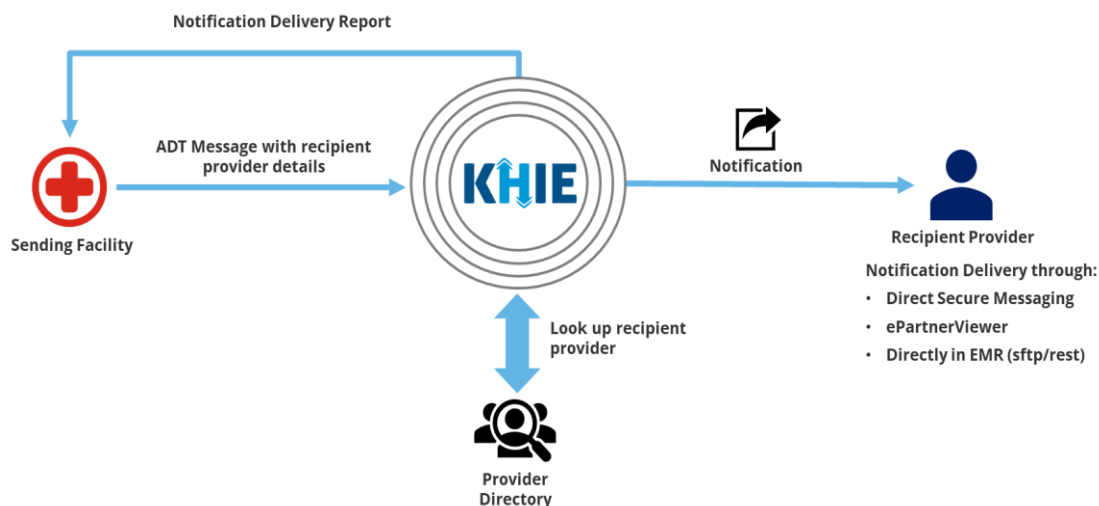 Notification Delivery Report
ADT Message with recipient
provider details
Sending Facility
KHIE
Notification
Recipient Provider
Notification Delivery through:
• Direct Secure Messaging
• ePartnerViewer
• Directly in EMR (sftp/rest)
Look up recipient
provider
Provider
Directory